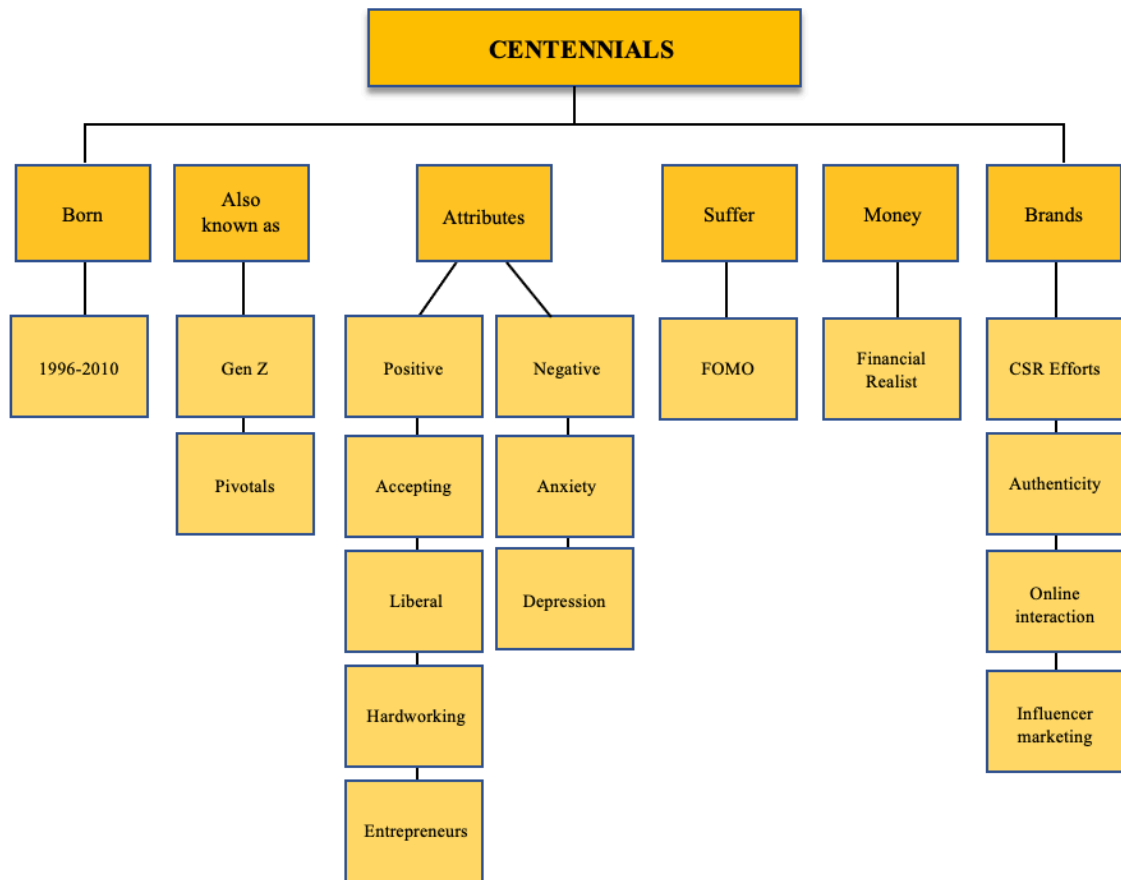 CENTENNIALS
Born
Also
known as
Attributes
Suffer
Money
Brands
1996-2010
Gen Z
Positive
Negative
FOMO
Financial
Realist
CSR Efforts
Pivotals
Accepting
Anxiety
Authenticity
Liberal
Depression
Online
interaction
Hardworking
Influencer
marketing
Entrepreneurs